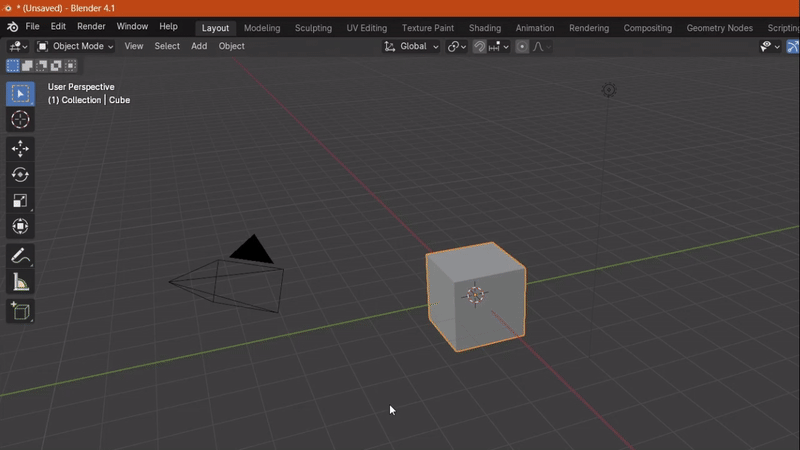 * (Unsaved) - Blender 4.1
File Edit Render Window Help Layout Modeling Sculpting UV Editing Texture Paint Shading Animation Rendering Compositing Geometry Nodes Scripting
Object Mode View Select Add Object Global
User Perspective
(1) Collection | Cube